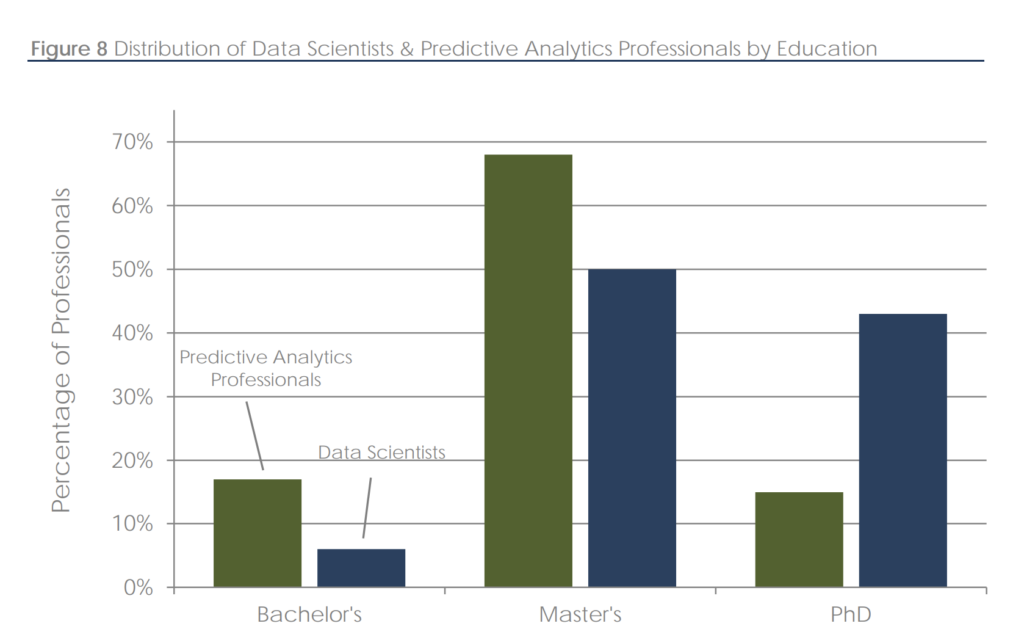 Figure 8 Distribution of Data Scientists & Predictive Analytics Professionals by Education
Percentage of Professionals
70%
60%
50%
40%
30%
20%
10%
0%
Predictive Analytics
Professionals
Data Scientists
Bachelor's
Master's
PhD